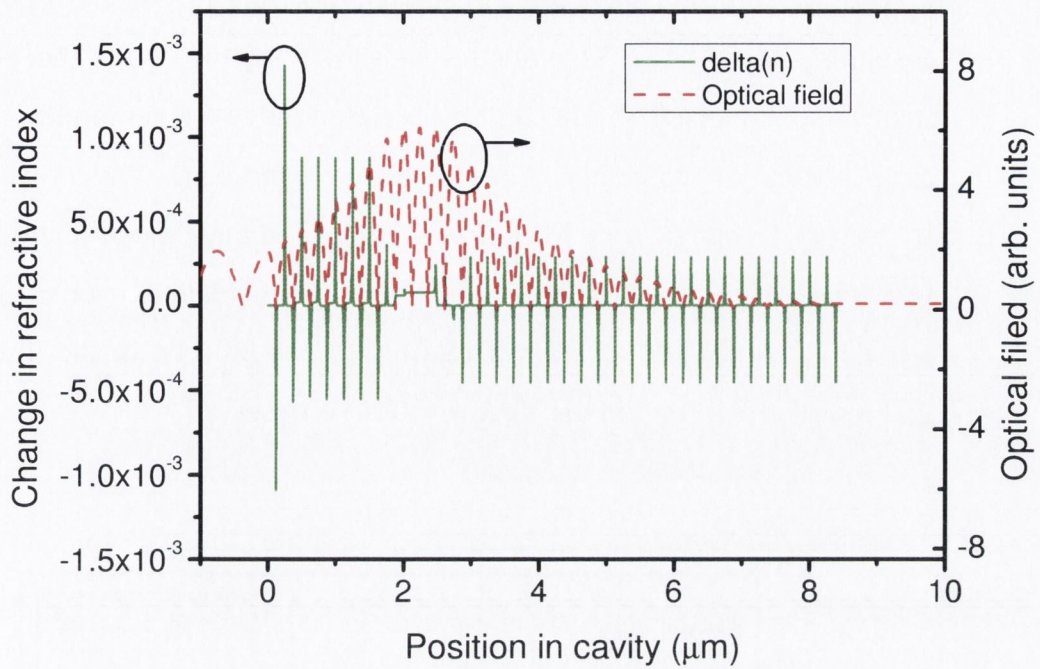 1.5x10⁻³
1.0x10⁻³
5.0x10⁻⁴
0.0
-5.0x10⁻⁴
-1.0x10⁻³
-1.5x10⁻³
Change in refractive index
delta(n)
Optical field
8
4
0
-4
-8
Optical filed (arb. units)
0
2
4
6
8
10
Position in cavity (μm)